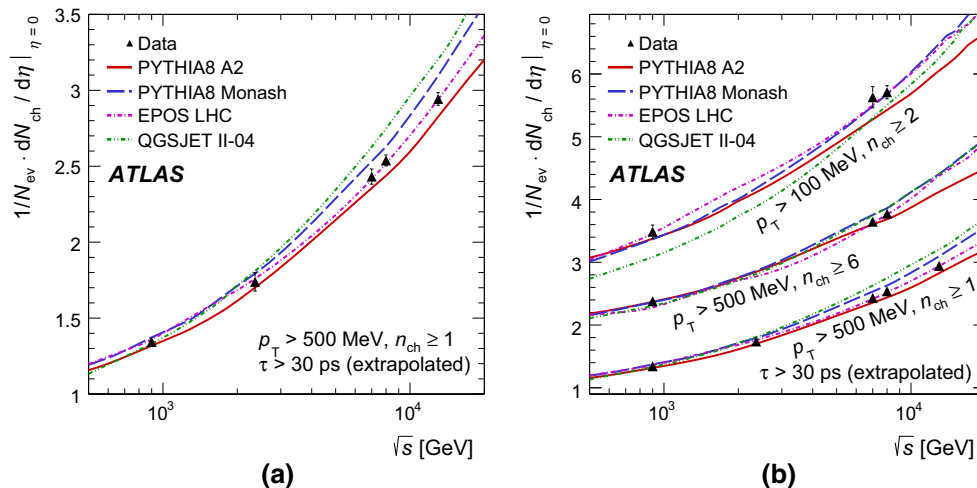 1/N_ev · dN_ch / dη |_η = 0
3.5
3
2.5
2
1.5
1
Data
PYTHIA8 A2
PYTHIA8 Monash
EPOS LHC
QGSJET II-04
ATLAS
p_T > 500 MeV, n_ch ≥ 1
τ > 30 ps (extrapolated)
10^3
10^4
√s [GeV]
(a)
1/N_ev · dN_ch / dη |_η = 0
6
5
4
3
2
1
Data
PYTHIA8 A2
PYTHIA8 Monash
EPOS LHC
QGSJET II-04
ATLAS
p_T > 100 MeV, n_ch ≥ 2
p_T > 500 MeV, n_ch ≥ 6
p_T > 500 MeV, n_ch ≥ 1
τ > 30 ps (extrapolated)
10^3
10^4
√s [GeV]
(b)